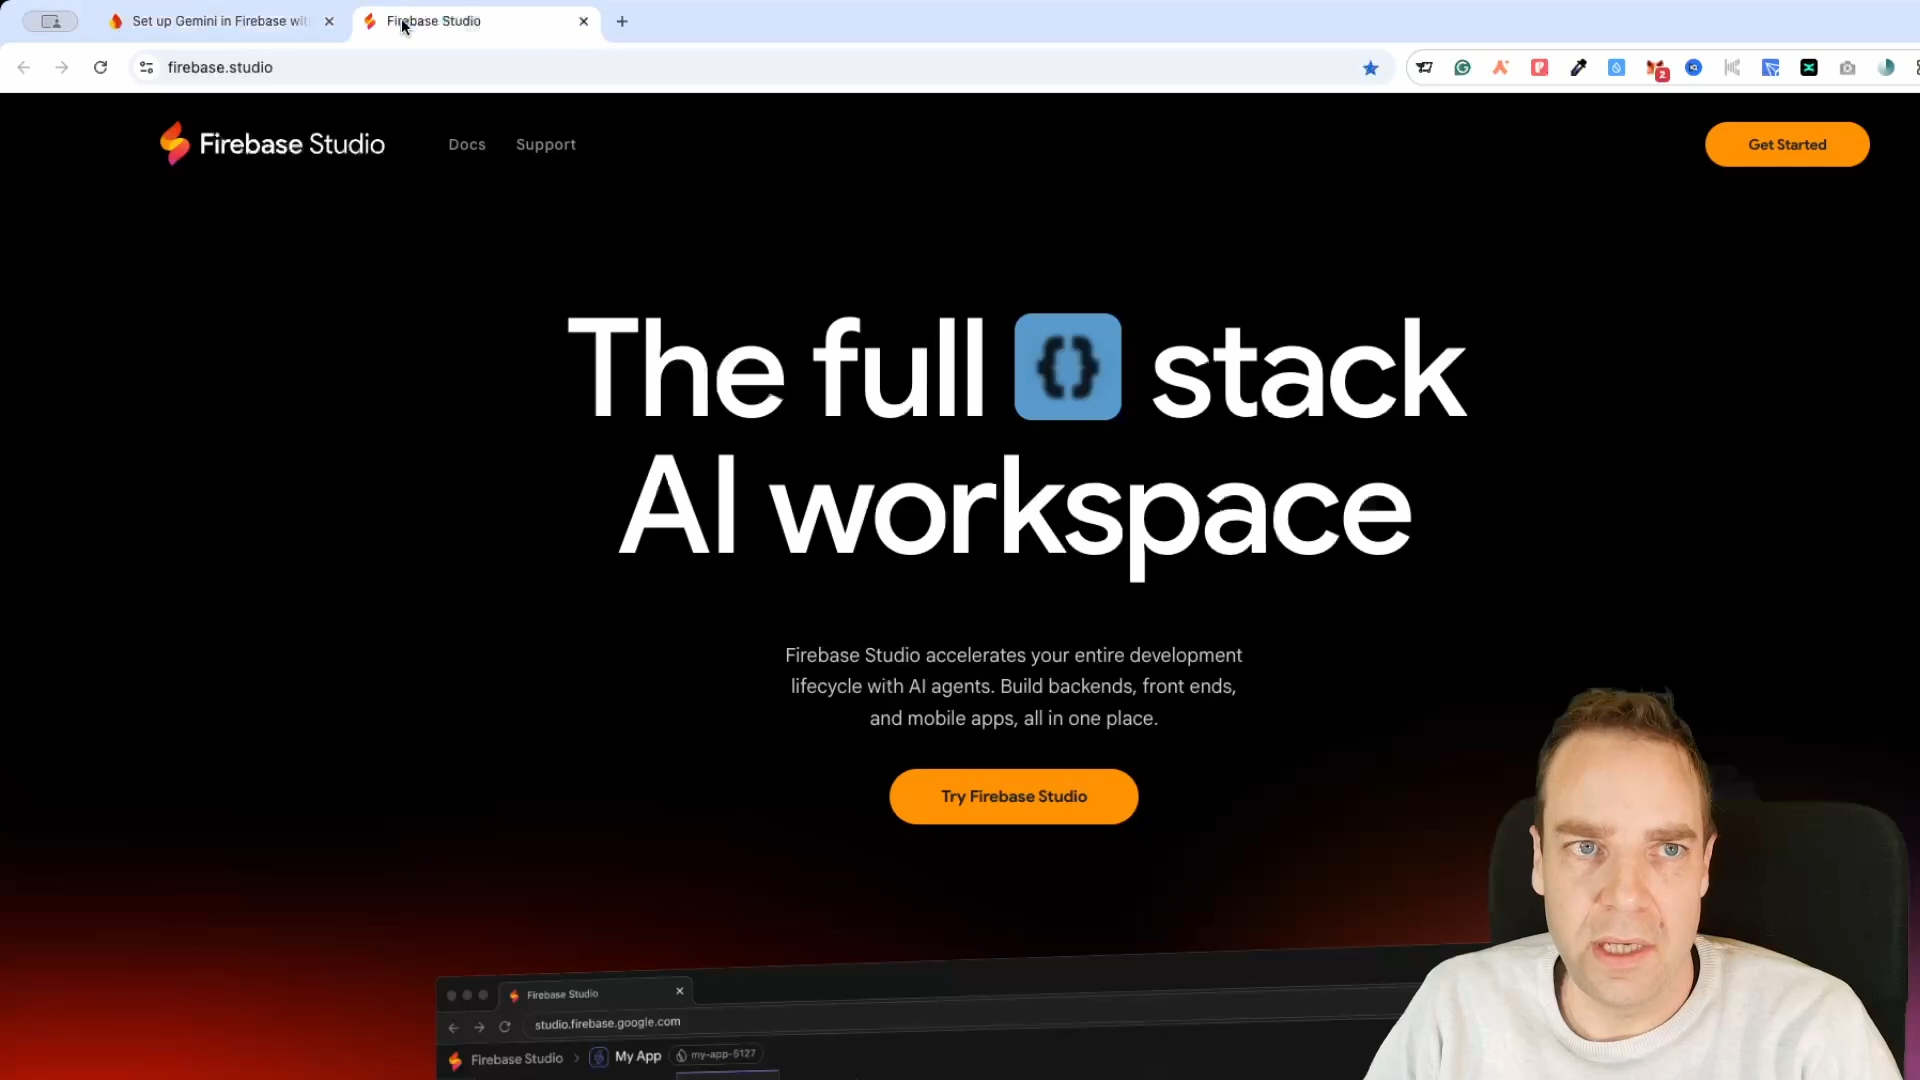 Set up Gemini in Firebase wit
Firebase Studio
firebase.studio
2
Firebase Studio
Docs
Support
Get Started
The full {} stack
AI workspace
Firebase Studio accelerates your entire development
lifecycle with AI agents. Build backends, front ends,
and mobile apps, all in one place.
Try Firebase Studio
Firebase Studio
studio.firebase.google.com
Firebase Studio > My App my-app-5127